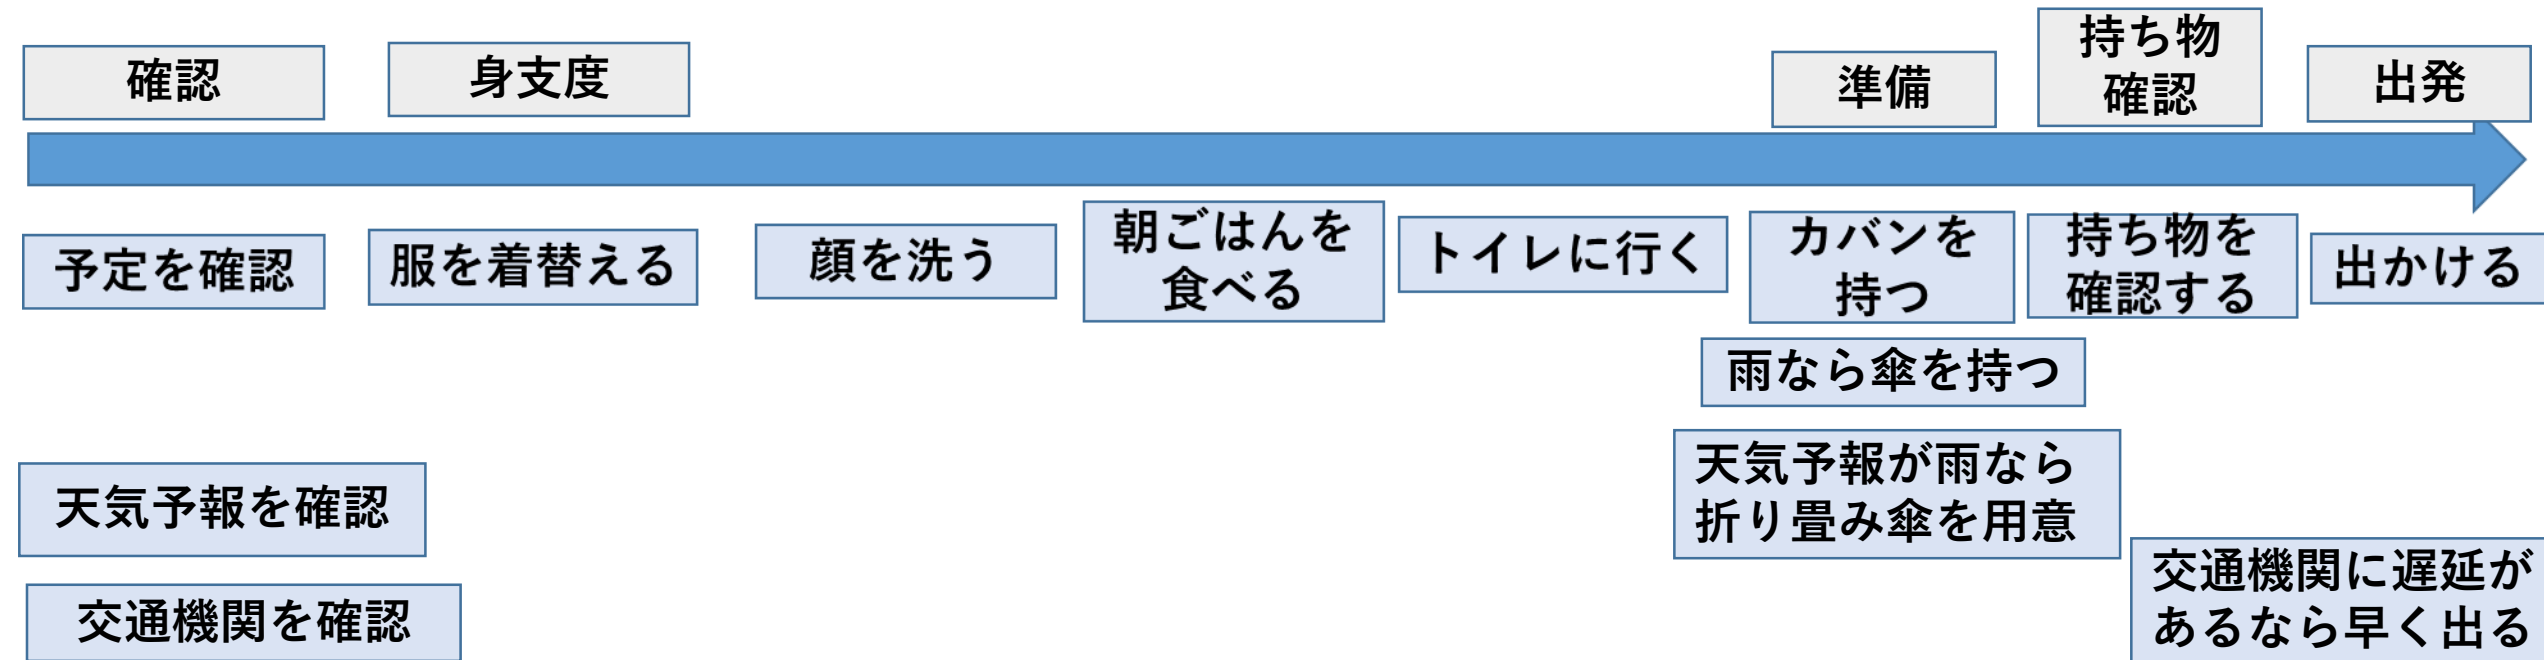 確認
身支度
準備
持ち物
確認
出発
予定を確認
服を着替える
顔を洗う
朝ごはんを
食べる
トイレに行く
カバンを
持つ
持ち物を
確認する
出かける
雨なら傘を持つ
天気予報が雨なら
折り畳み傘を用意
天気予報を確認
交通機関を確認
交通機関に遅延が
あるなら早く出る